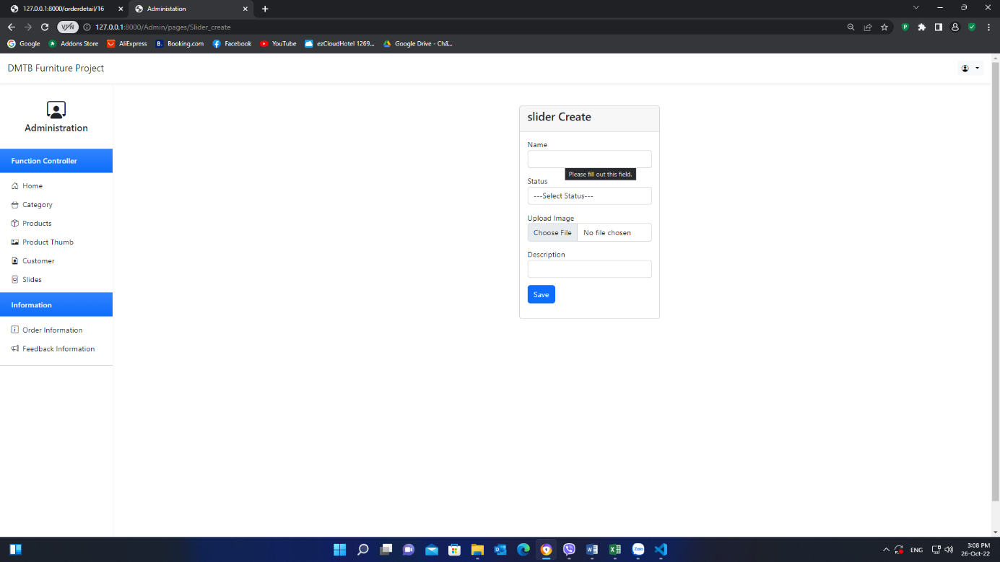 127.0.0.1:8000/orderdetail/16
Administation
VPN
127.0.0.1:8000/Admin/pages/Slider_create
Google
Addons Store
AliExpress
B.
Booking.com
Facebook
YouTube
ezCloudHotel 1269...
Google Drive - Chấ...
DMTB Furniture Project
Administration
Function Controller
Home
Category
Products
Product Thumb
Customer
Slides
Information
Order Information
Feedback Information
slider Create
Name
Please fill out this field.
Status
---Select Status---
Upload Image
Choose File No file chosen
Description
Save
Zalo
ENG
3:08 PM
26-Oct-22